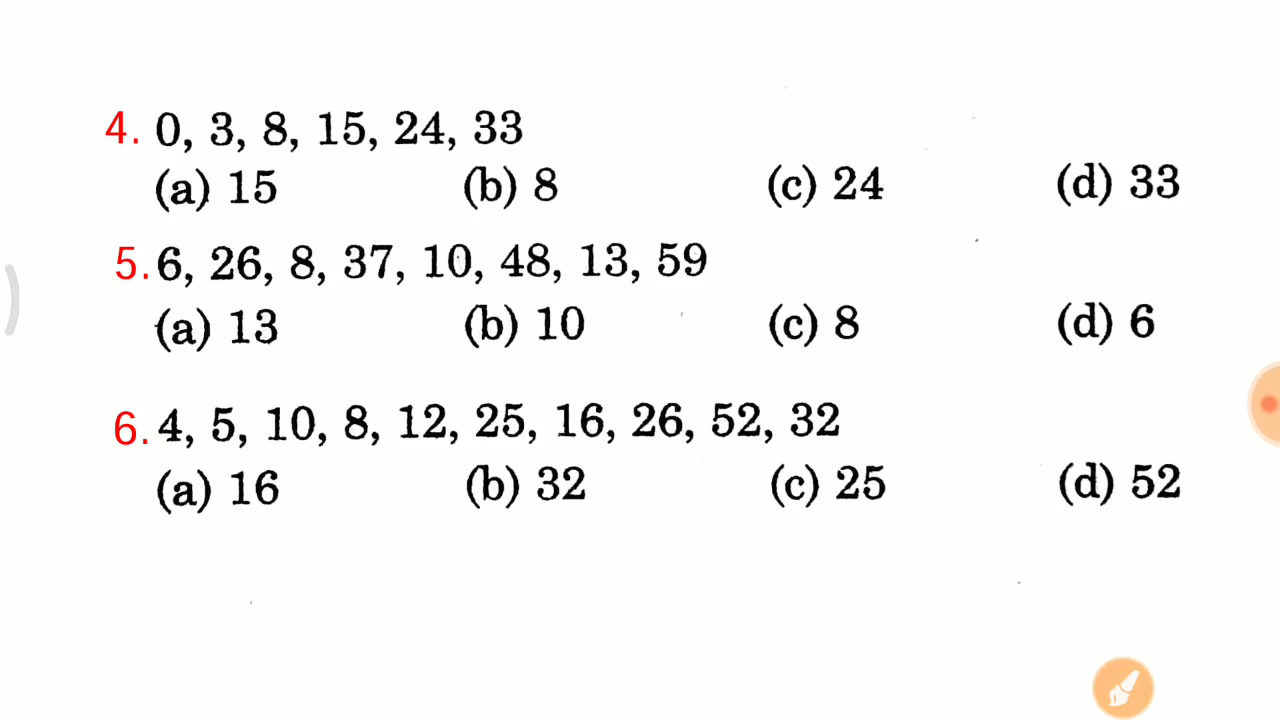 4. 0, 3, 8, 15, 24, 33
(a) 15 (b) 8 (c) 24 (d) 33
5. 6, 26, 8, 37, 10, 48, 13, 59
(a) 13 (b) 10 (c) 8 (d) 6
6. 4, 5, 10, 8, 12, 25, 16, 26, 52, 32
(a) 16 (b) 32 (c) 25 (d) 52